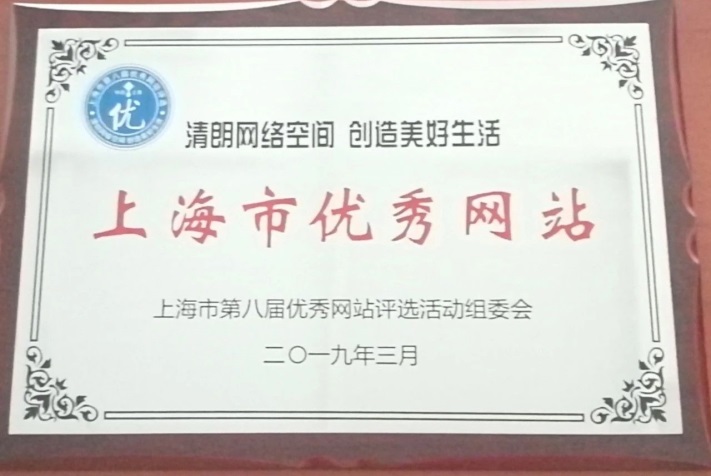 优
清朗网络空间 创造美好生活
上海市优秀网站
上海市第八届优秀网站评选活动组委会
二〇一九年三月